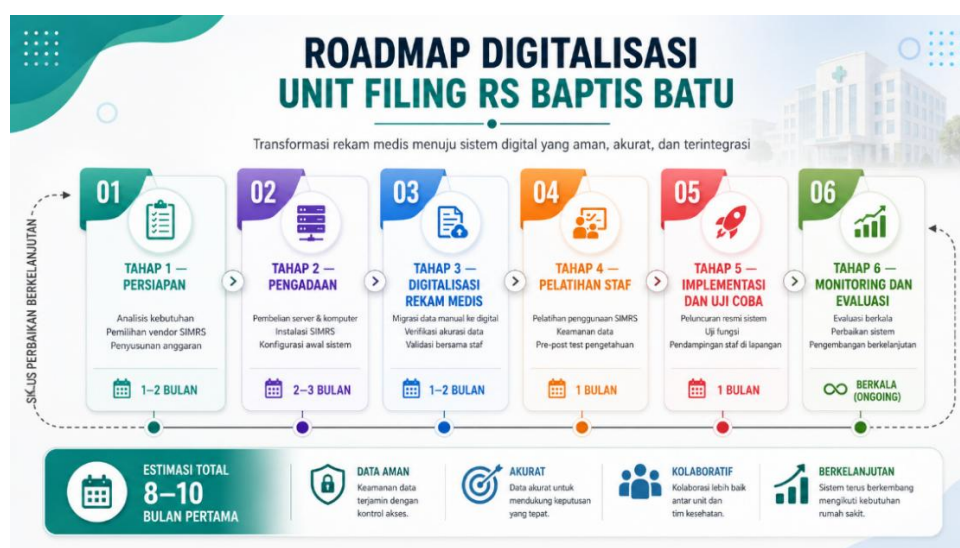 ROADMAP DIGITALISASI
UNIT FILING RS BAPTIS BATU
Transformasi rekam medis menuju sistem digital yang aman, akurat, dan terintegrasi
SIKLUS PERBAIKAN BERKELANJUTAN
01
TAHAP 1 —
PERSIAPAN
Analisis kebutuhan
Pemilihan vendor SIMRS
Penyusunan anggaran
1–2 BULAN
02
TAHAP 2 —
PENGADAAN
Pembelian server & komputer
Instalasi SIMRS
Konfigurasi awal sistem
2–3 BULAN
03
TAHAP 3 —
DIGITALISASI
REKAM MEDIS
Migrasi data manual ke digital
Verifikasi akurasi data
Validasi bersama staf
1–2 BULAN
04
TAHAP 4 —
PELATIHAN STAF
Pelatihan penggunaan SIMRS
Keamanan data
Pre-post test pengetahuan
1 BULAN
05
TAHAP 5 —
IMPLEMENTASI
DAN UJI COBA
Peluncuran resmi sistem
Uji fungsi
Pendampingan staf di lapangan
1 BULAN
06
TAHAP 6 —
MONITORING DAN
EVALUASI
Evaluasi berkala
Perbaikan sistem
Pengembangan berkelanjutan
BERKALA
(ONGOING)
ESTIMASI TOTAL
8–10
BULAN PERTAMA
DATA AMAN
Keamanan data
terjamin dengan
kontrol akses.
AKURAT
Data akurat untuk
mendukung keputusan
yang tepat.
KOLABORATIF
Kolaborasi lebih baik
antar unit dan
tim kesehatan.
BERKELANJUTAN
Sistem terus berkembang
mengikuti kebutuhan
rumah sakit.